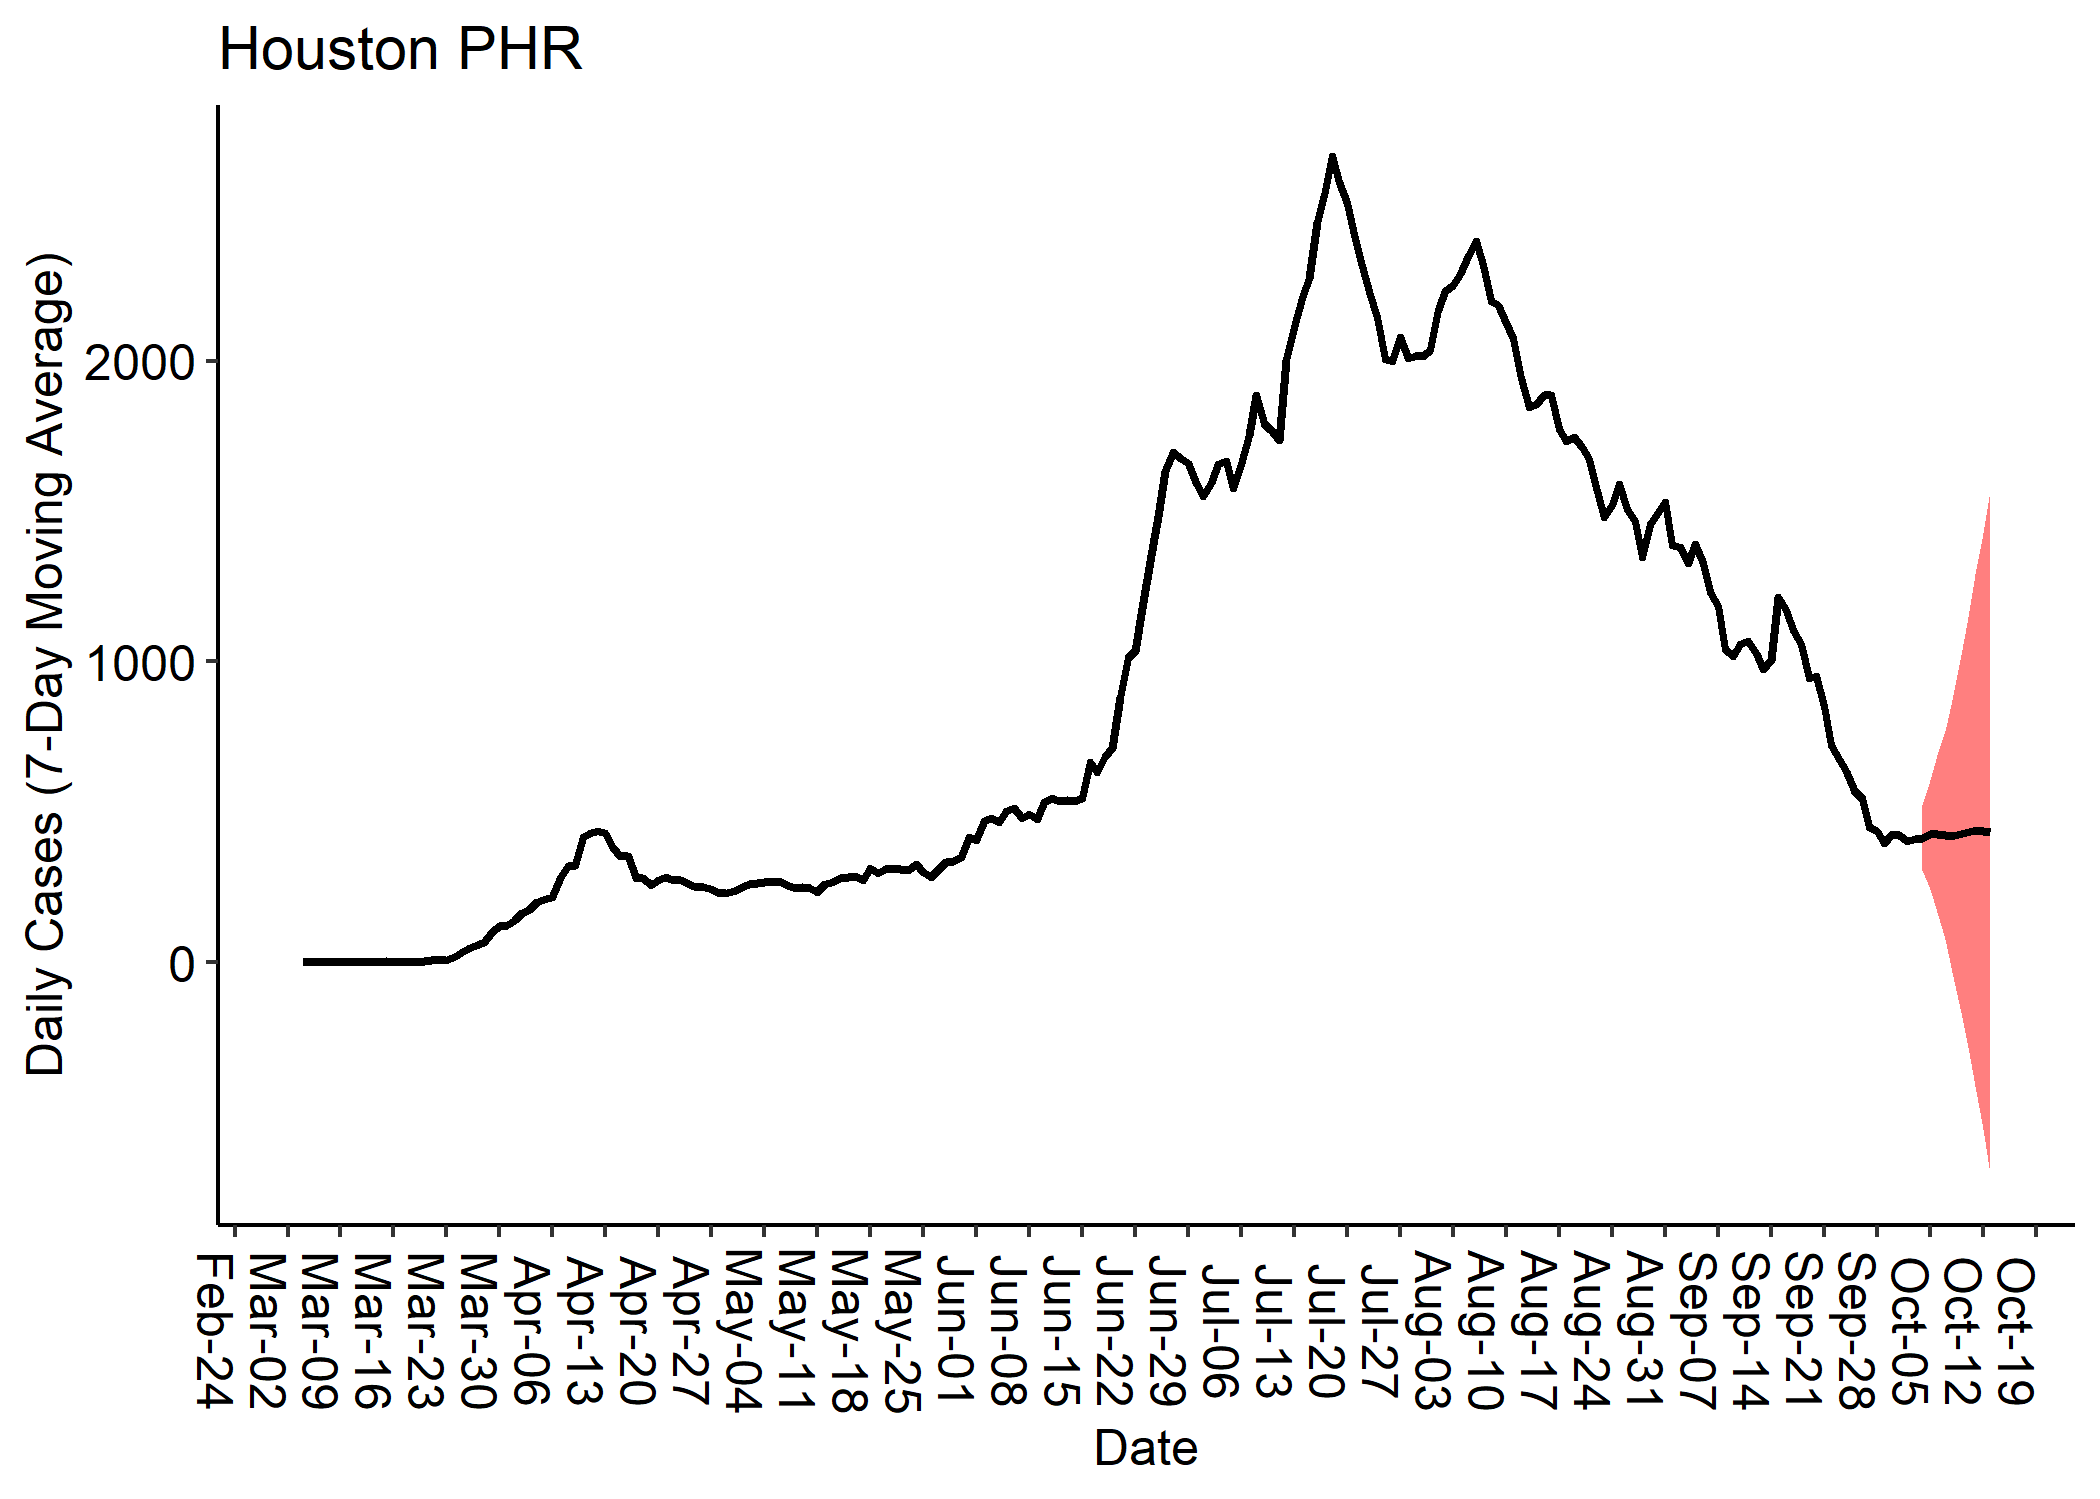 Houston PHR
Daily Cases (7-Day Moving Average)
2000
1000
0
Feb-24
Mar-02
Mar-09
Mar-16
Mar-23
Mar-30
Apr-06
Apr-13
Apr-20
Apr-27
May-04
May-11
May-18
May-25
Jun-01
Jun-08
Jun-15
Jun-22
Jun-29
Jul-06
Jul-13
Jul-20
Jul-27
Aug-03
Aug-10
Aug-17
Aug-24
Aug-31
Sep-07
Sep-14
Sep-21
Sep-28
Oct-05
Oct-12
Oct-19
Date